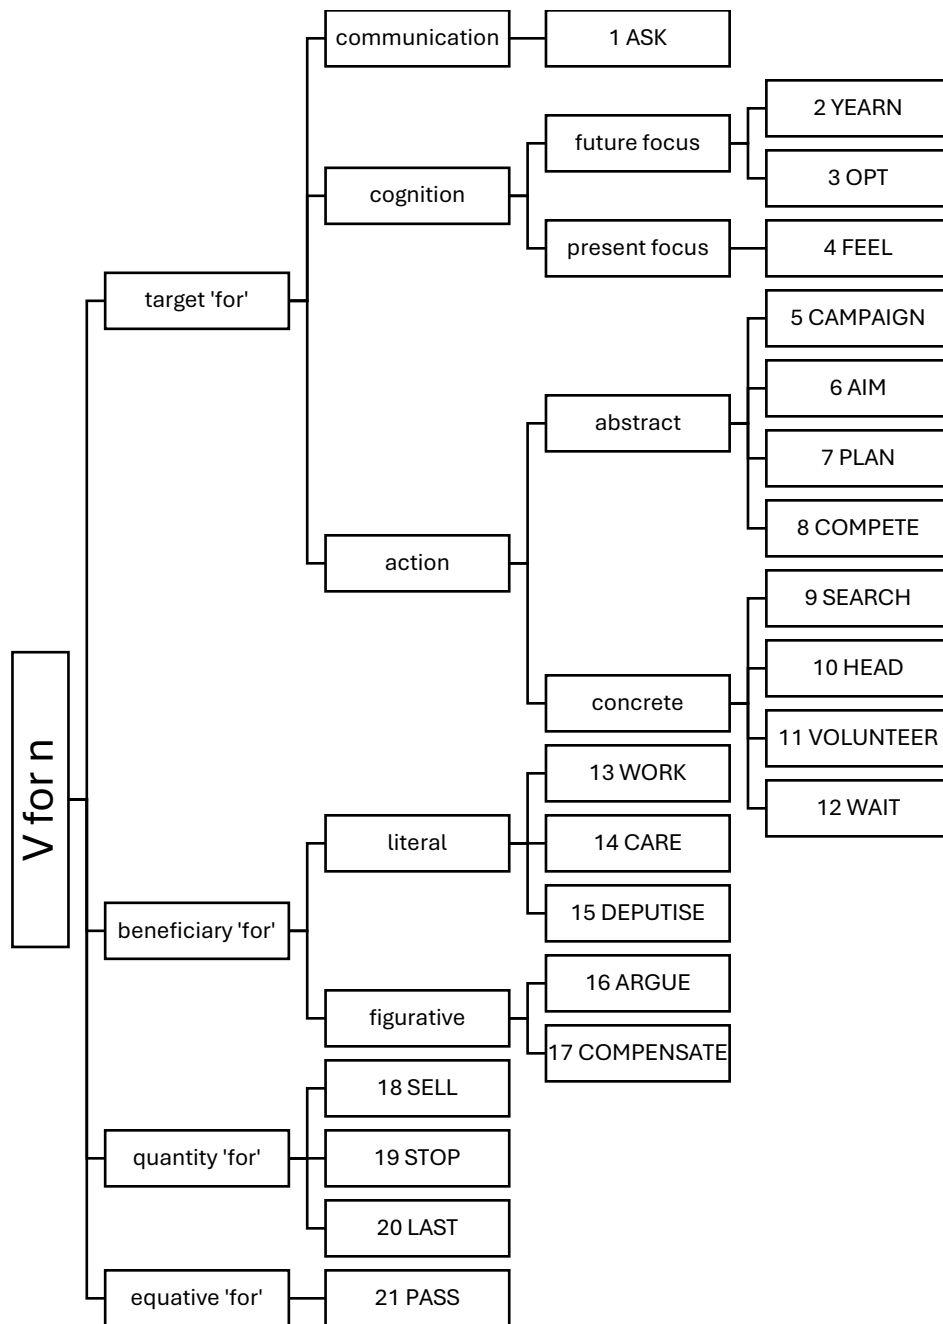 V for n
target 'for'
communication
1 ASK
cognition
future focus
2 YEARN
3 OPT
present focus
4 FEEL
action
abstract
5 CAMPAIGN
6 AIM
7 PLAN
8 COMPETE
concrete
9 SEARCH
10 HEAD
11 VOLUNTEER
12 WAIT
beneficiary 'for'
literal
13 WORK
14 CARE
15 DEPUTISE
figurative
16 ARGUE
17 COMPENSATE
quantity 'for'
18 SELL
19 STOP
20 LAST
equative 'for'
21 PASS